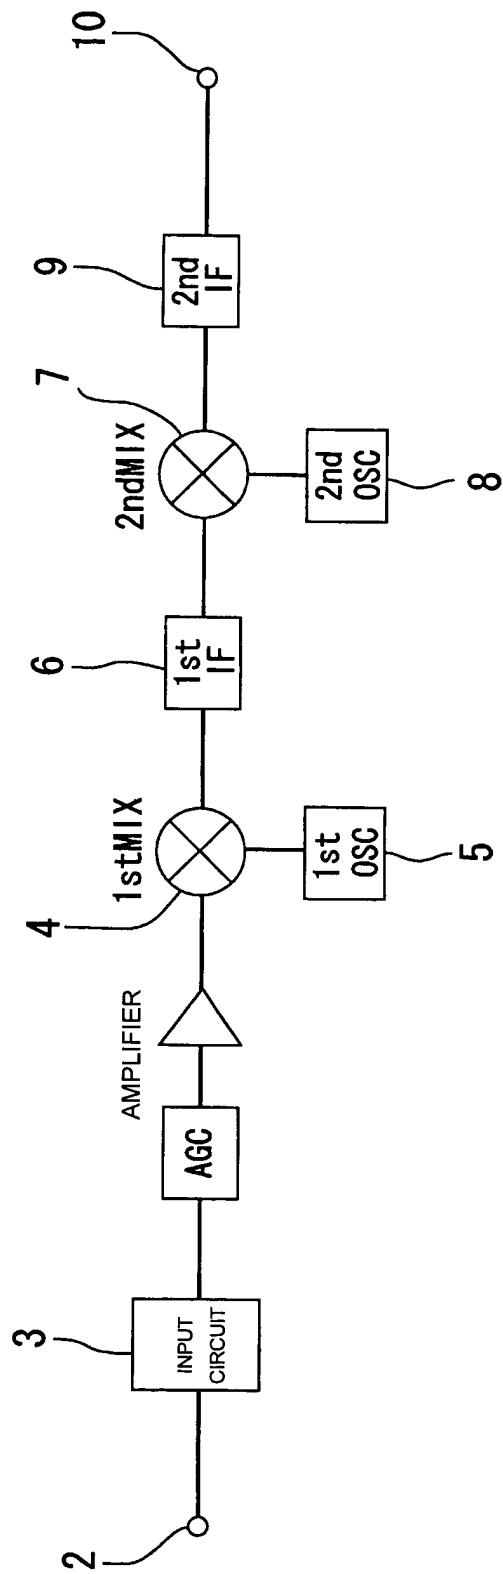 2
3
INPUT
CIRCUIT
AGC
AMPLIFIER
4
1stMIX
1st
OSC
5
6
1st
IF
7
2ndMIX
2nd
OSC
8
9
2nd
IF
10